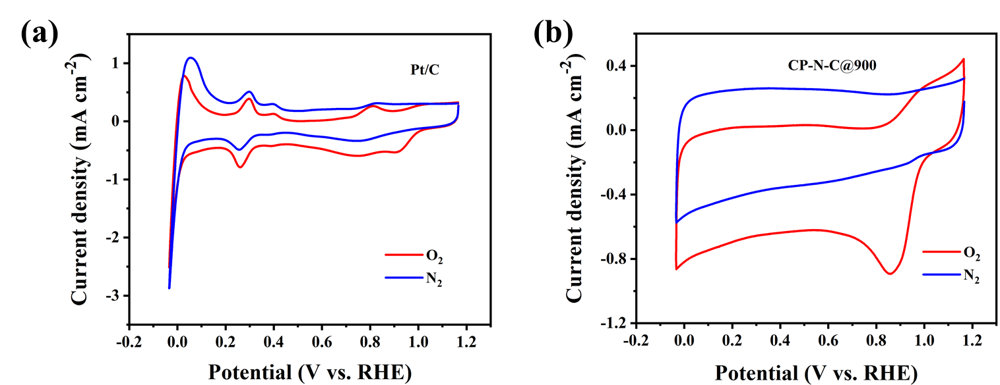 (a)
Pt/C
Current density (mA cm-2)
1
0
-1
-2
-3
O2
N2
-0.2 0.0 0.2 0.4 0.6 0.8 1.0 1.2
Potential (V vs. RHE)
(b)
CP-N-C@900
Current density (mA cm-2)
0.4
0.0
-0.4
-0.8
-1.2
O2
N2
-0.2 0.0 0.2 0.4 0.6 0.8 1.0 1.2
Potential (V vs. RHE)